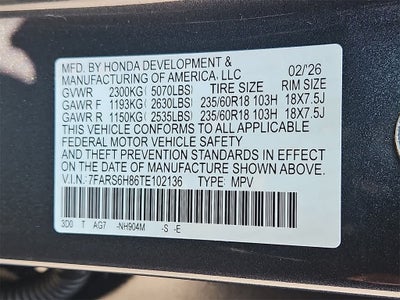 MFD. BY HONDA DEVELOPMENT &
MANUFACTURING OF AMERICA, LLC 02/'26
GVWR 2300KG( 5070LBS) TIRE SIZE RIM SIZE
GAWR F 1193KG( 2630LBS) 235/60R18 103H 18X7.5J
GAWR R 1150KG( 2535LBS) 235/60R18 103H 18X7.5J
THIS VEHICLE CONFORMS TO ALL APPLICABLE
FEDERAL MOTOR VEHICLE SAFETY
AND THEFT PREVENTION STANDARDS IN EFFECT ON THE
DATE OF MANUFACTURE SHOWN ABOVE.
V.I.N.: 7FARS6H86TE102136 TYPE: MPV
3D0 T AG7 -NH904M -S -E